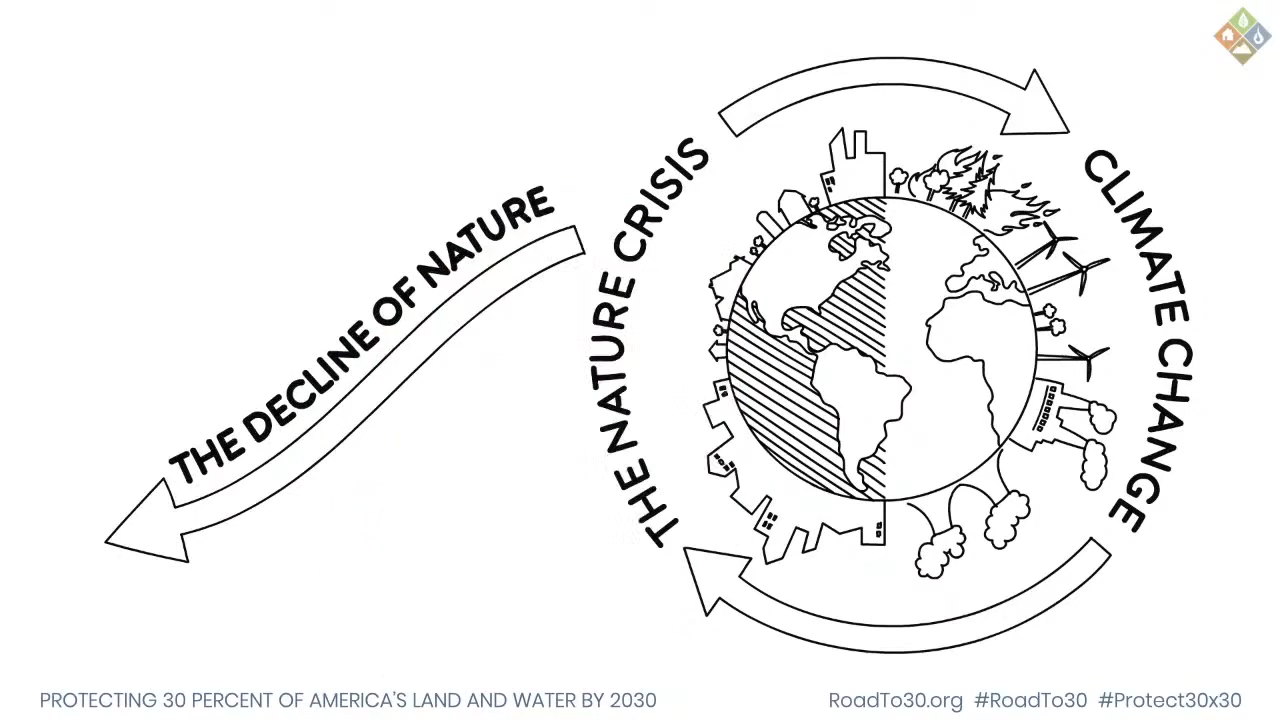 THE DECLINE OF NATURE
THE NATURE CRISIS
CLIMATE CHANGE
PROTECTING 30 PERCENT OF AMERICA'S LAND AND WATER BY 2030
RoadTo30.org #RoadTo30 #Protect30x30